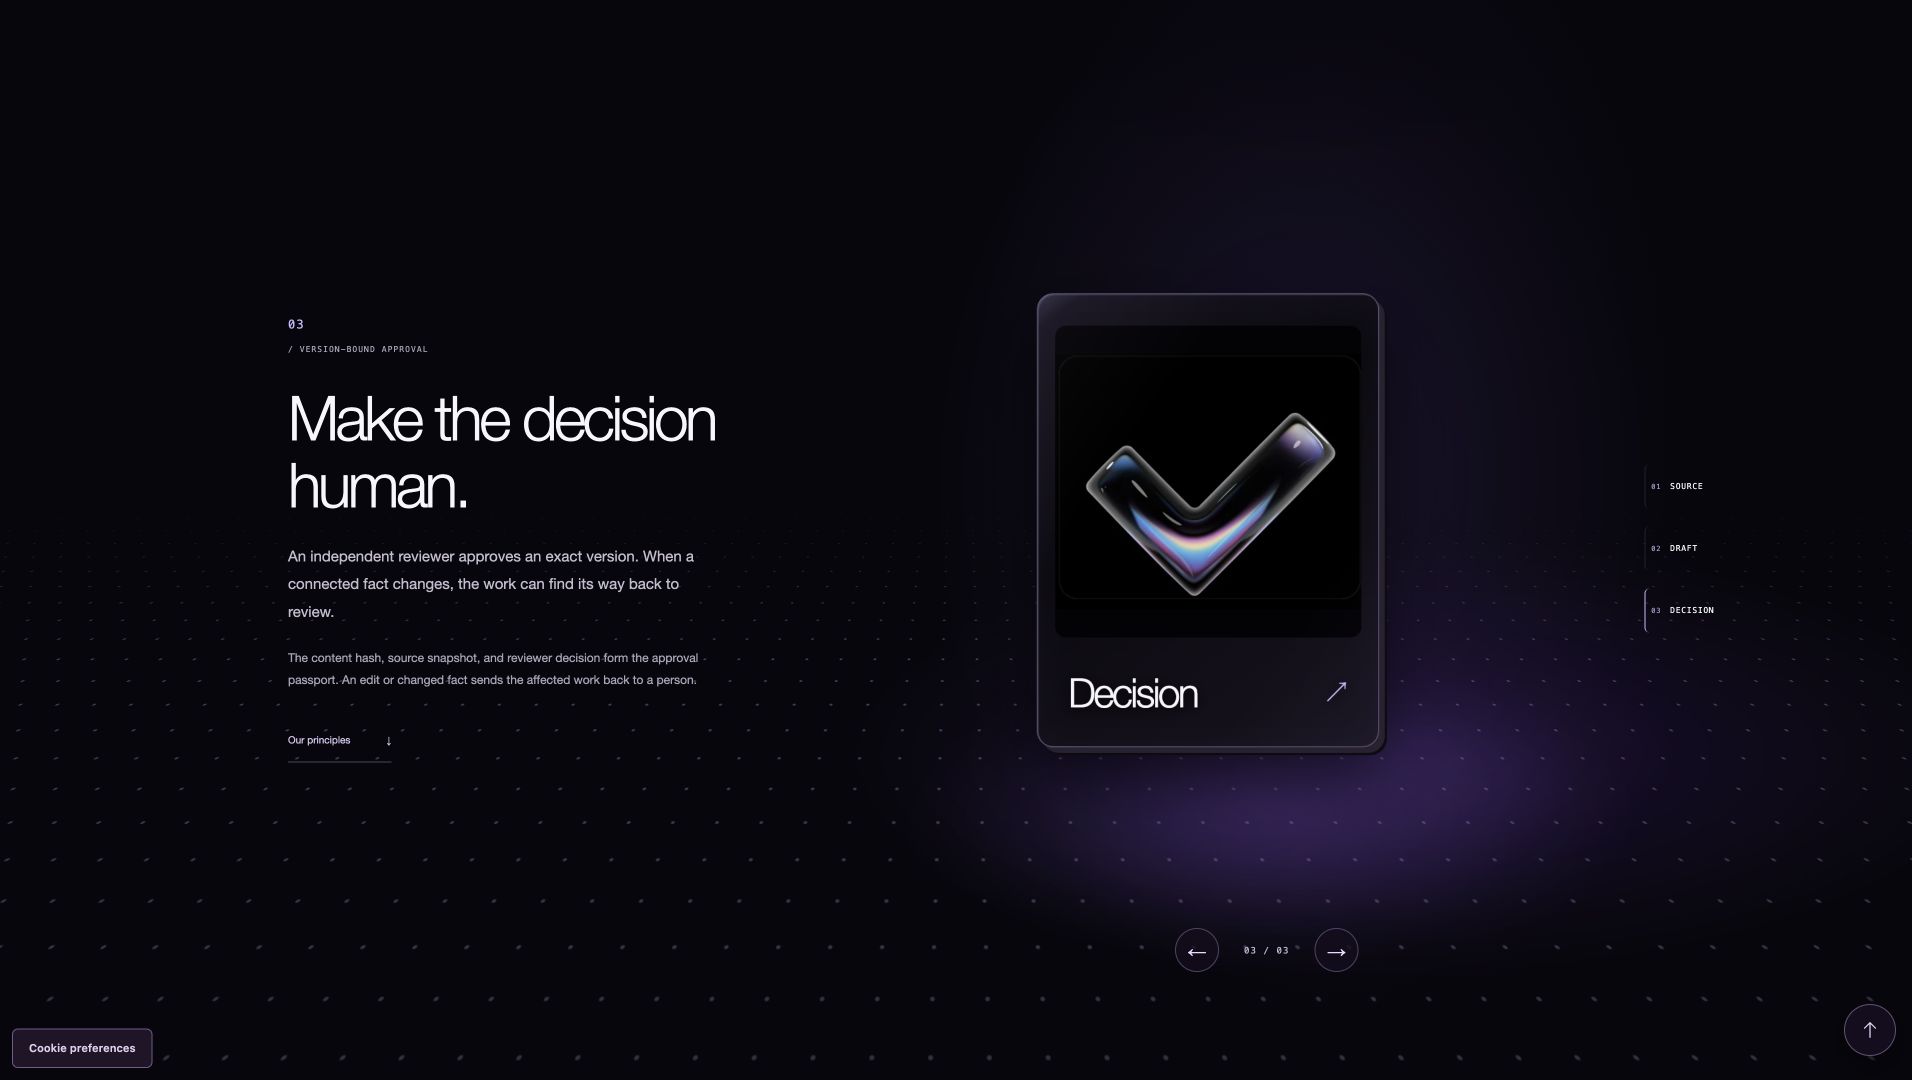 03
/ VERSION–BOUND APPROVAL
Make the decision
human.
An independent reviewer approves an exact version. When a
connected fact changes, the work can find its way back to
review.
The content hash, source snapshot, and reviewer decision form the approval
passport. An edit or changed fact sends the affected work back to a person.
Our principles ↓
Decision ↗
01 SOURCE
02 DRAFT
03 DECISION
← 03 / 03 →
Cookie preferences
↑